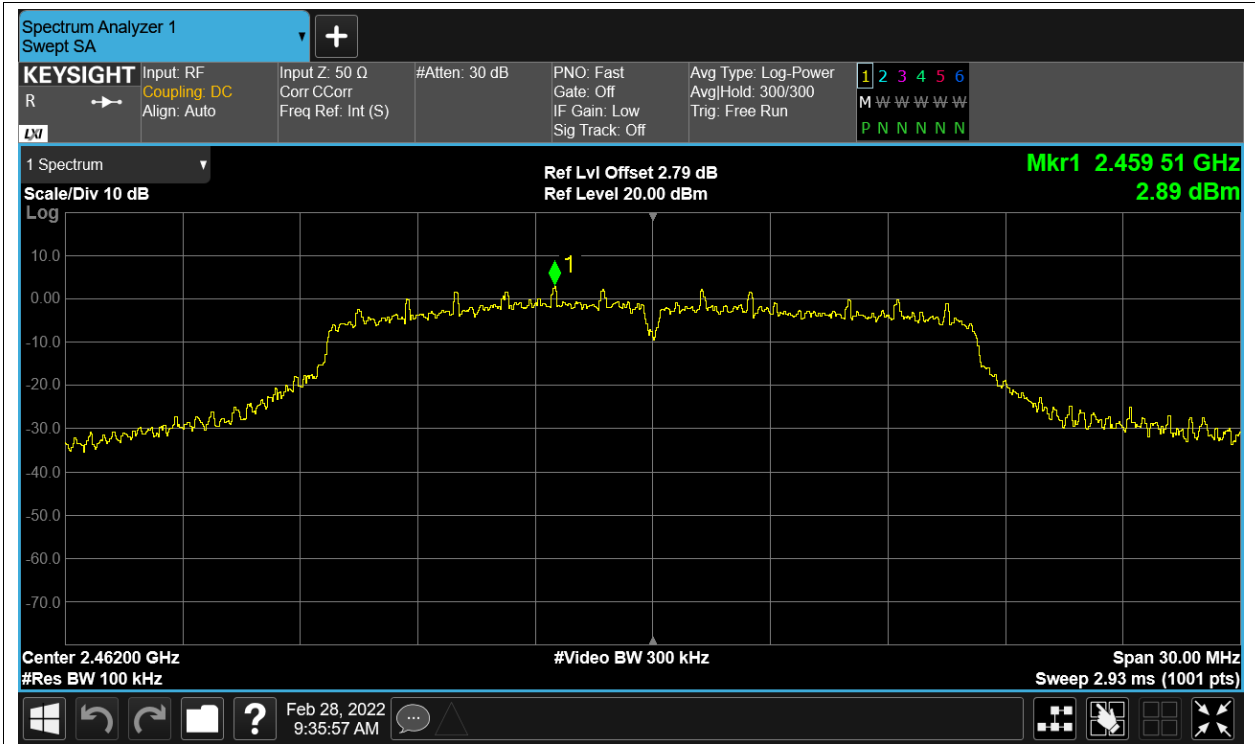 Spectrum Analyzer 1
Swept SA
KEYSIGHT
R
LXI
Input: RF
Coupling: DC
Align: Auto
Input Z: 50 Ω
Corr CCorr
Freq Ref: Int (S)
#Atten: 30 dB
PNO: Fast
Gate: Off
IF Gain: Low
Sig Track: Off
Avg Type: Log-Power
Avg|Hold: 300/300
Trig: Free Run
1 2 3 4 5 6
M W W W W W
P N N N N N
1 Spectrum
Scale/Div 10 dB
Ref Lvl Offset 2.79 dB
Ref Level 20.00 dBm
Mkr1 2.459 51 GHz
2.89 dBm
Log
10.0
0.00
-10.0
-20.0
-30.0
-40.0
-50.0
-60.0
-70.0
1
Center 2.46200 GHz
#Video BW 300 kHz
Span 30.00 MHz
#Res BW 100 kHz
Sweep 2.93 ms (1001 pts)
?
Feb 28, 2022
9:35:57 AM